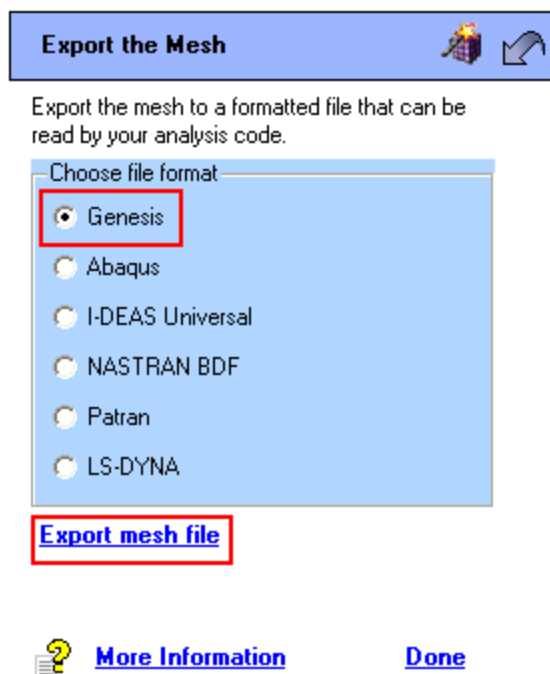 Export the Mesh
Export the mesh to a formatted file that can be
read by your analysis code.
Choose file format
Genesis
Abaqus
I-DEAS Universal
NASTRAN BDF
Patran
LS-DYNA
Export mesh file
More Information
Done